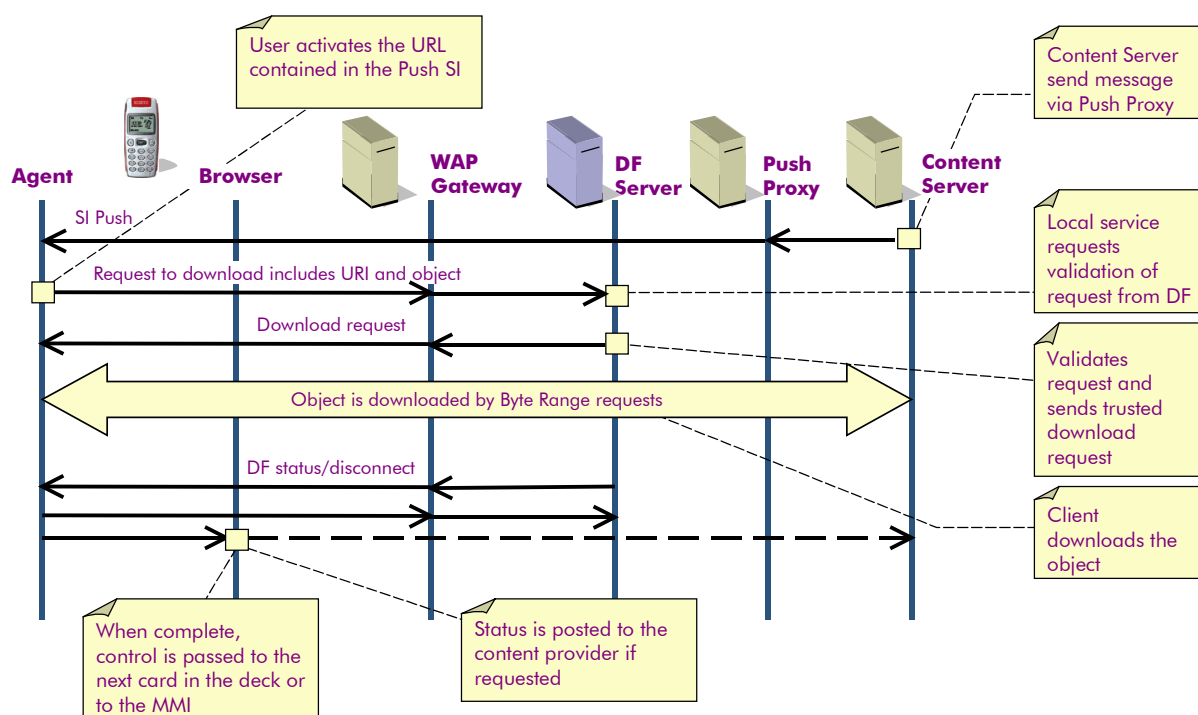 User activates the URL
contained in the Push SI
Content Server
send message
via Push Proxy
Agent
Browser
WAP
Gateway
DF
Server
Push
Proxy
Content
Server
SI Push
Local service
requests
validation of
request from DF
Request to download includes URI and object
Download request
Validates
request and
sends trusted
download
request
Object is downloaded by Byte Range requests
DF status/disconnect
Client
downloads the
object
When complete,
control is passed to the
next card in the deck or
to the MMI
Status is posted to the
content provider if
requested